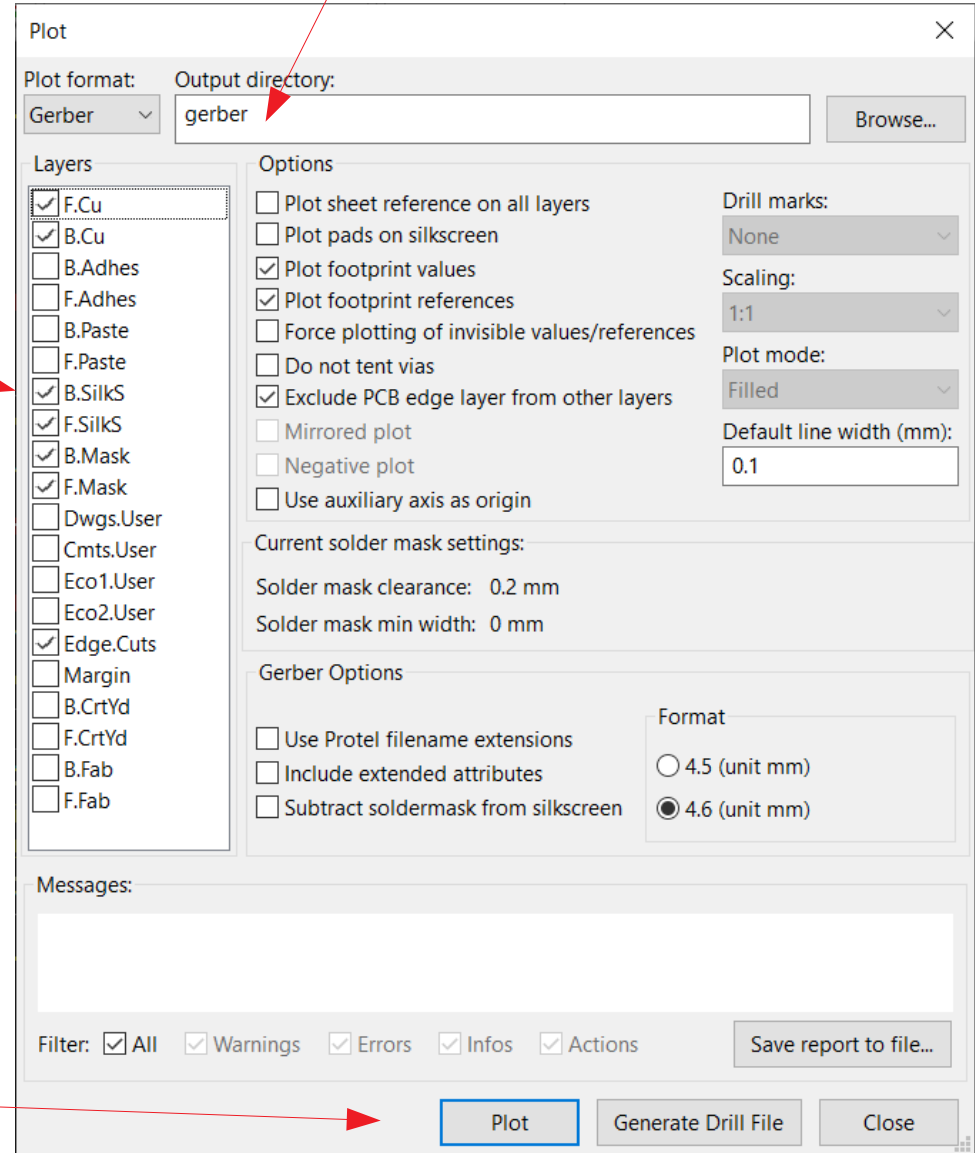 Plot
Plot format:
Output directory:
Gerber
gerber
Browse...
Layers
F.Cu
B.Cu
B.Adhes
F.Adhes
B.Paste
F.Paste
B.SilkS
F.SilkS
B.Mask
F.Mask
Dwgs.User
Cmts.User
Eco1.User
Eco2.User
Edge.Cuts
Margin
B.CrtYd
F.CrtYd
B.Fab
F.Fab
Options
Plot sheet reference on all layers
Plot pads on silkscreen
Plot footprint values
Plot footprint references
Force plotting of invisible values/references
Do not tent vias
Exclude PCB edge layer from other layers
Mirrored plot
Negative plot
Use auxiliary axis as origin
Drill marks:
None
Scaling:
1:1
Plot mode:
Filled
Default line width (mm):
0.1
Current solder mask settings:
Solder mask clearance: 0.2 mm
Solder mask min width: 0 mm
Gerber Options
Use Protel filename extensions
Include extended attributes
Subtract soldermask from silkscreen
Format
4.5 (unit mm)
4.6 (unit mm)
Messages:
Filter: All Warnings Errors Infos Actions
Save report to file...
Plot
Generate Drill File
Close